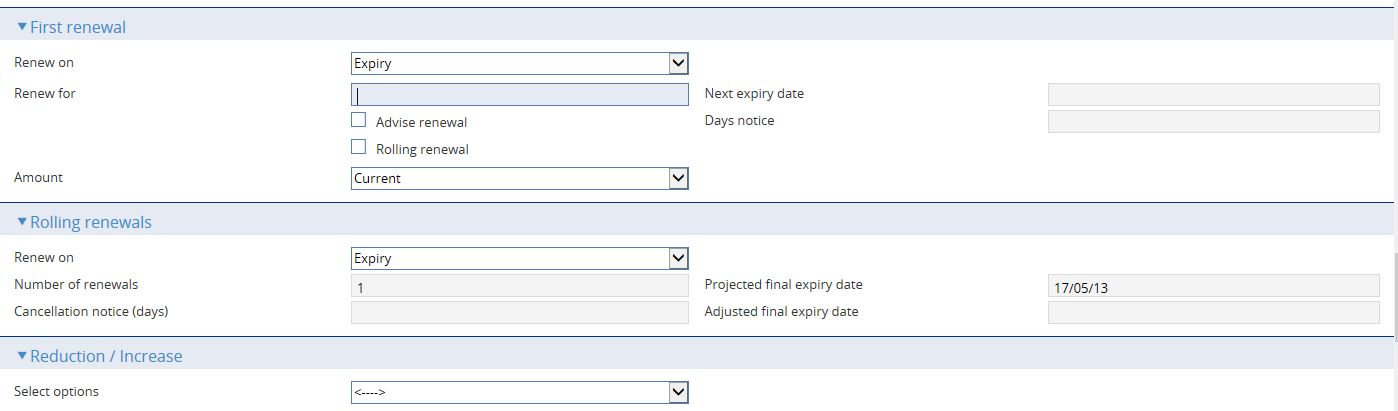 First renewal
Renew on Expiry
Renew for Next expiry date
Advise renewal Days notice
Rolling renewal
Amount Current
Rolling renewals
Renew on Expiry
Number of renewals 1 Projected final expiry date 17/05/13
Cancellation notice (days) Adjusted final expiry date
Reduction / Increase
Select options <---->